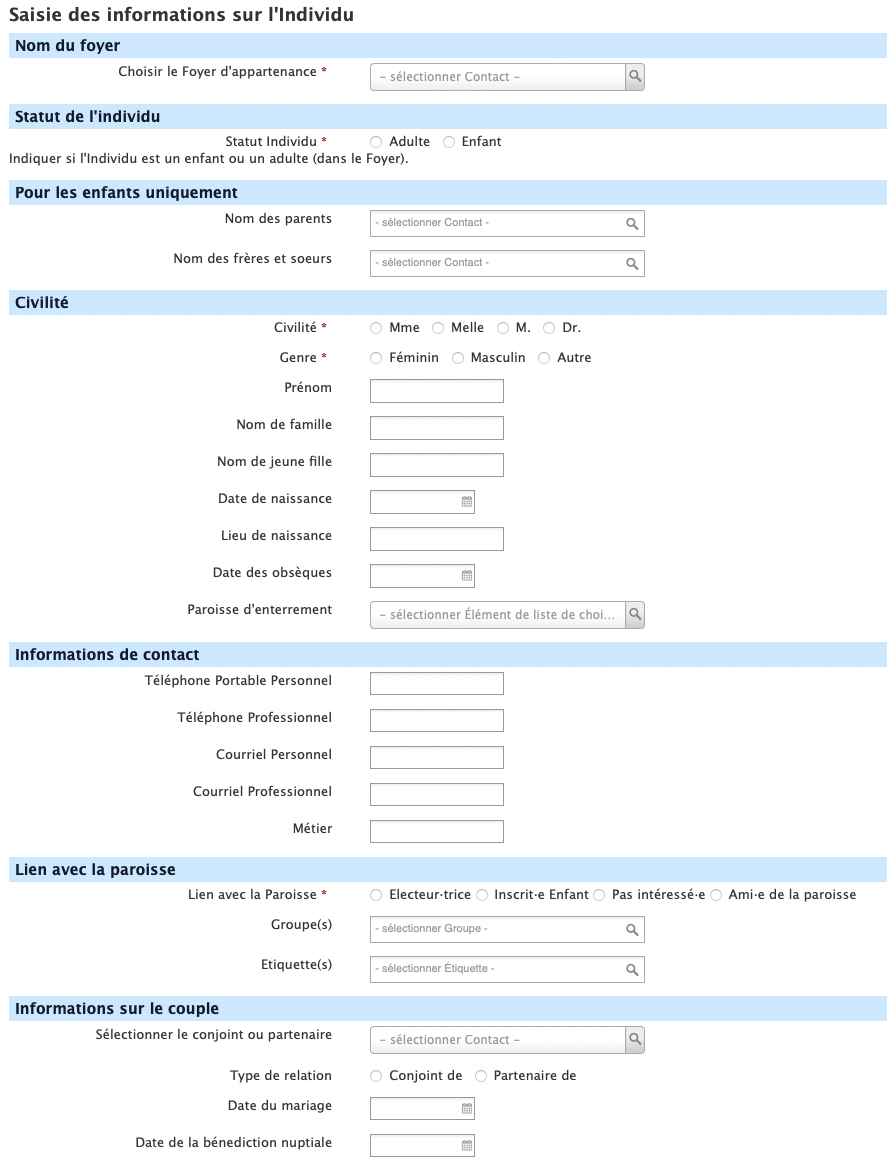 Saisie des informations sur l'Individu
Nom du foyer
Choisir le Foyer d'appartenance * – sélectionner Contact –
Statut de l'individu
Statut Individu * Adulte Enfant
Indiquer si l'Individu est un enfant ou un adulte (dans le Foyer).
Pour les enfants uniquement
Nom des parents - sélectionner Contact -
Nom des frères et soeurs - sélectionner Contact -
Civilité
Civilité * Mme Melle M. Dr.
Genre * Féminin Masculin Autre
Prénom
Nom de famille
Nom de jeune fille
Date de naissance
Lieu de naissance
Date des obsèques
Paroisse d'enterrement – sélectionner Élément de liste de choi...
Informations de contact
Téléphone Portable Personnel
Téléphone Professionnel
Courriel Personnel
Courriel Professionnel
Métier
Lien avec la paroisse
Lien avec la Paroisse * Electeur·trice Inscrit·e Enfant Pas intéressé·e Ami·e de la paroisse
Groupe(s) - sélectionner Groupe -
Etiquette(s) - sélectionner Étiquette -
Informations sur le couple
Sélectionner le conjoint ou partenaire – sélectionner Contact –
Type de relation Conjoint de Partenaire de
Date du mariage
Date de la bénediction nuptiale